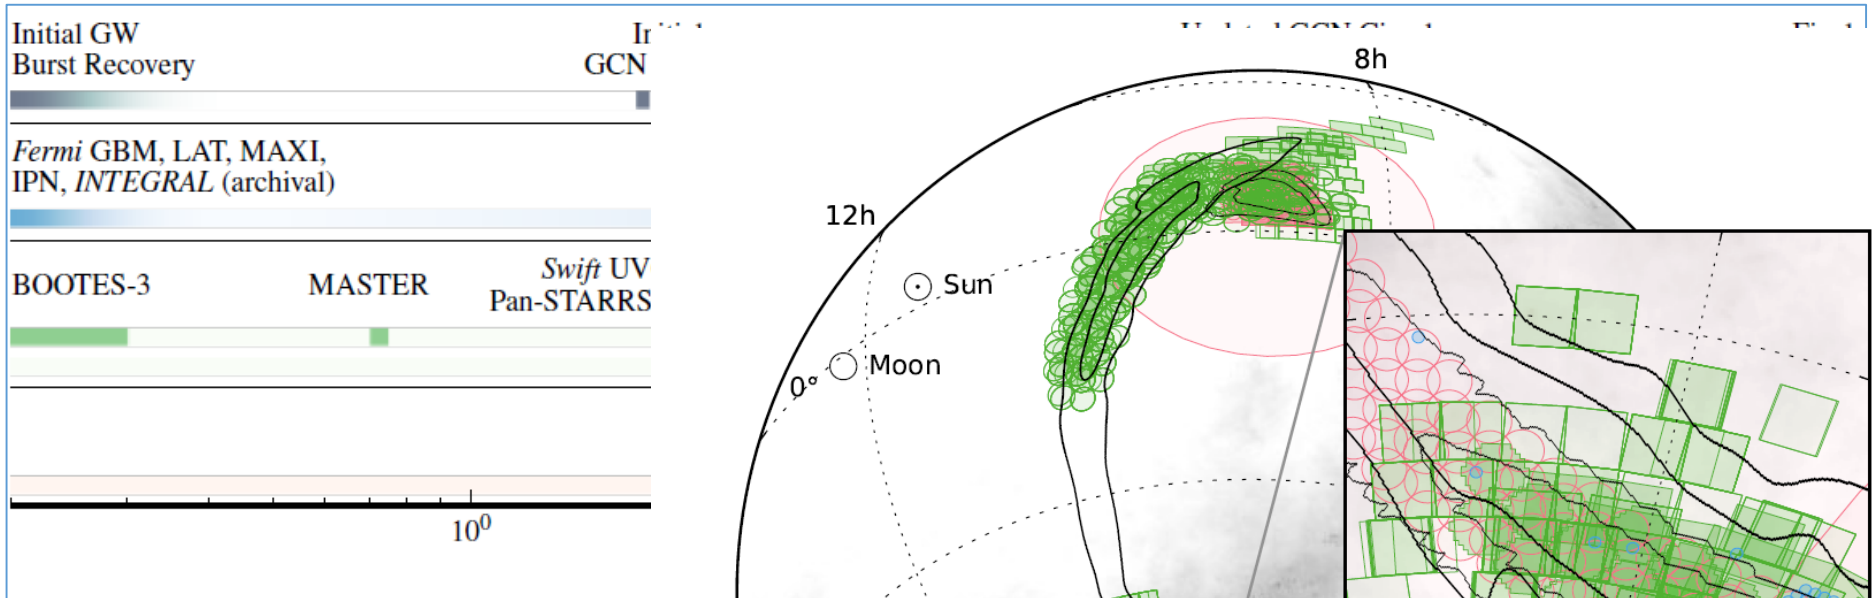 Initial GW
Burst Recovery
GCN
Fermi GBM, LAT, MAXI,
IPN, INTEGRAL (archival)
BOOTES-3
MASTER
Swift UV
Pan-STARRS
10⁰
8h
12h
Sun
Moon
0°